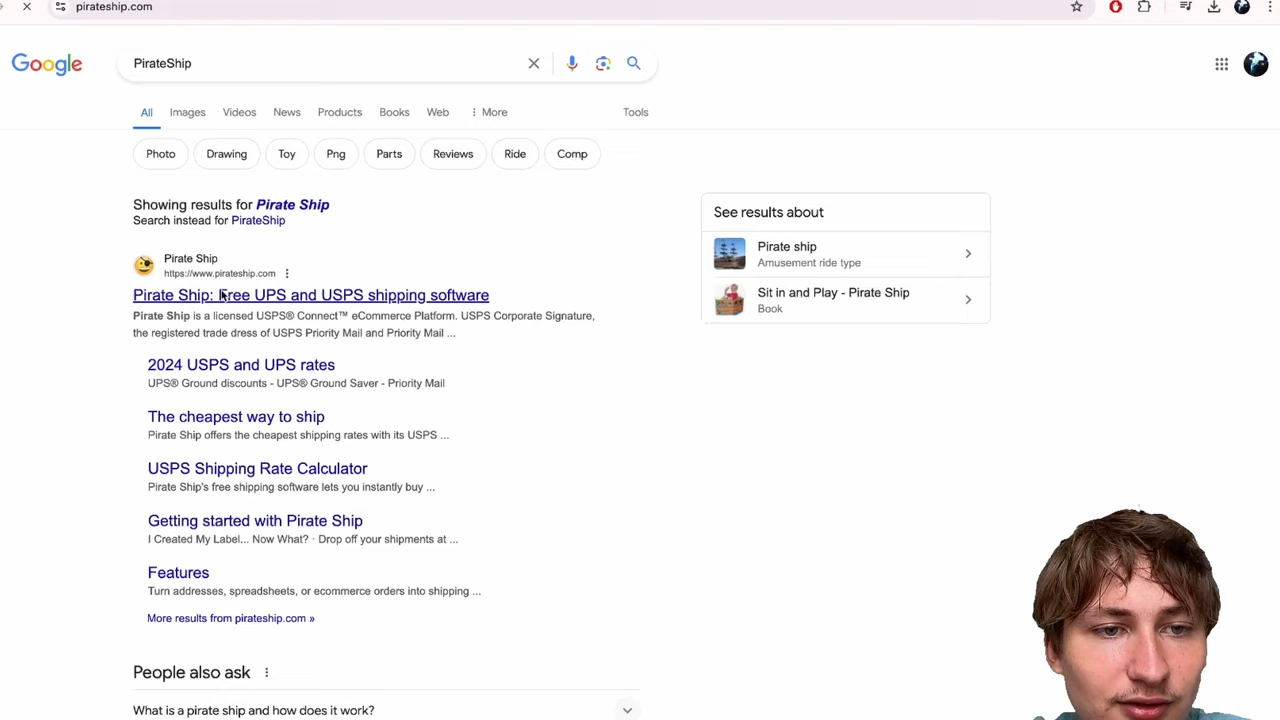 pirateship.com
Google
PirateShip
All
Images
Videos
News
Products
Books
Web
More
Tools
Photo
Drawing
Toy
Png
Parts
Reviews
Ride
Comp
Showing results for Pirate Ship
Search instead for PirateShip
Pirate Ship
https://www.pirateship.com
Pirate Ship: Free UPS and USPS shipping software
Pirate Ship is a licensed USPS® Connect™ eCommerce Platform. USPS Corporate Signature,
the registered trade dress of USPS Priority Mail and Priority Mail ...
2024 USPS and UPS rates
UPS® Ground discounts - UPS® Ground Saver - Priority Mail
The cheapest way to ship
Pirate Ship offers the cheapest shipping rates with its USPS ...
USPS Shipping Rate Calculator
Pirate Ship's free shipping software lets you instantly buy ...
Getting started with Pirate Ship
I Created My Label... Now What? · Drop off your shipments at ...
Features
Turn addresses, spreadsheets, or ecommerce orders into shipping ...
More results from pirateship.com »
People also ask
What is a pirate ship and how does it work?
See results about
Pirate ship
Amusement ride type
Sit in and Play - Pirate Ship
Book